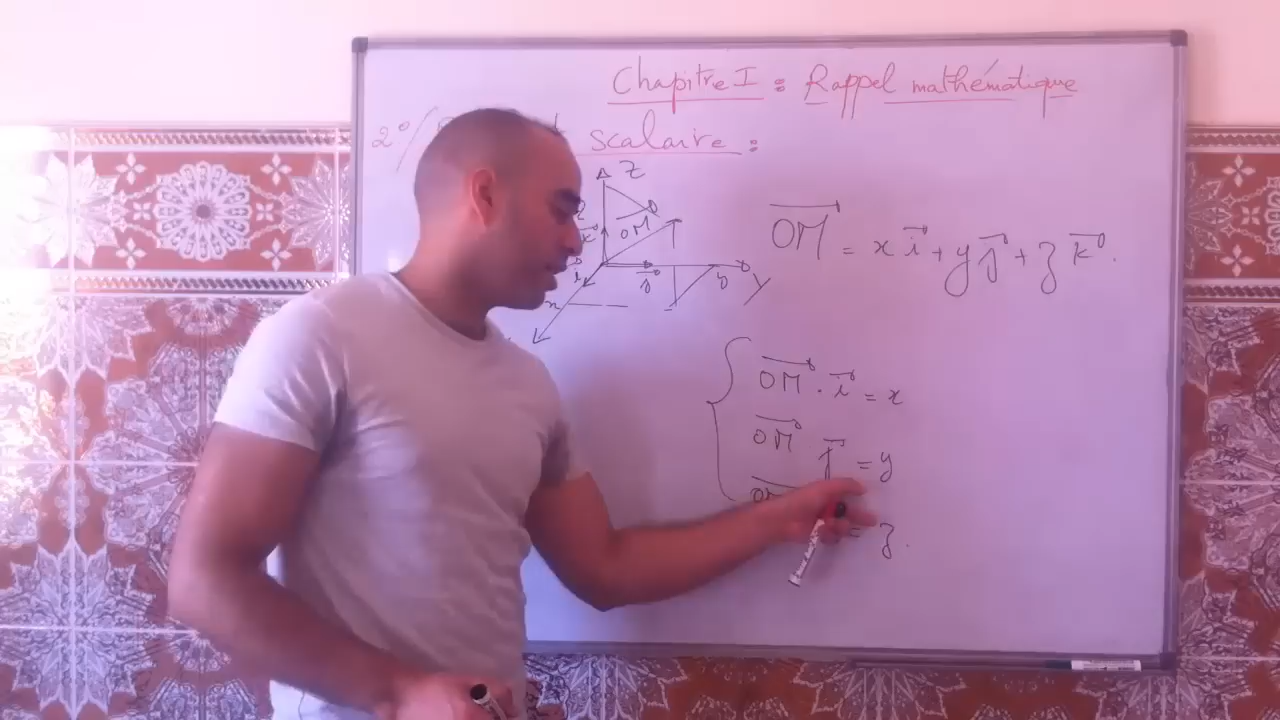 Chapitre I : Rappel mathématique
2°/ scalaire :
Z
OM
k
i
j
x
y
Y
OM = x i + y j + z k .
OM . i = x
OM j = y
OM = z .